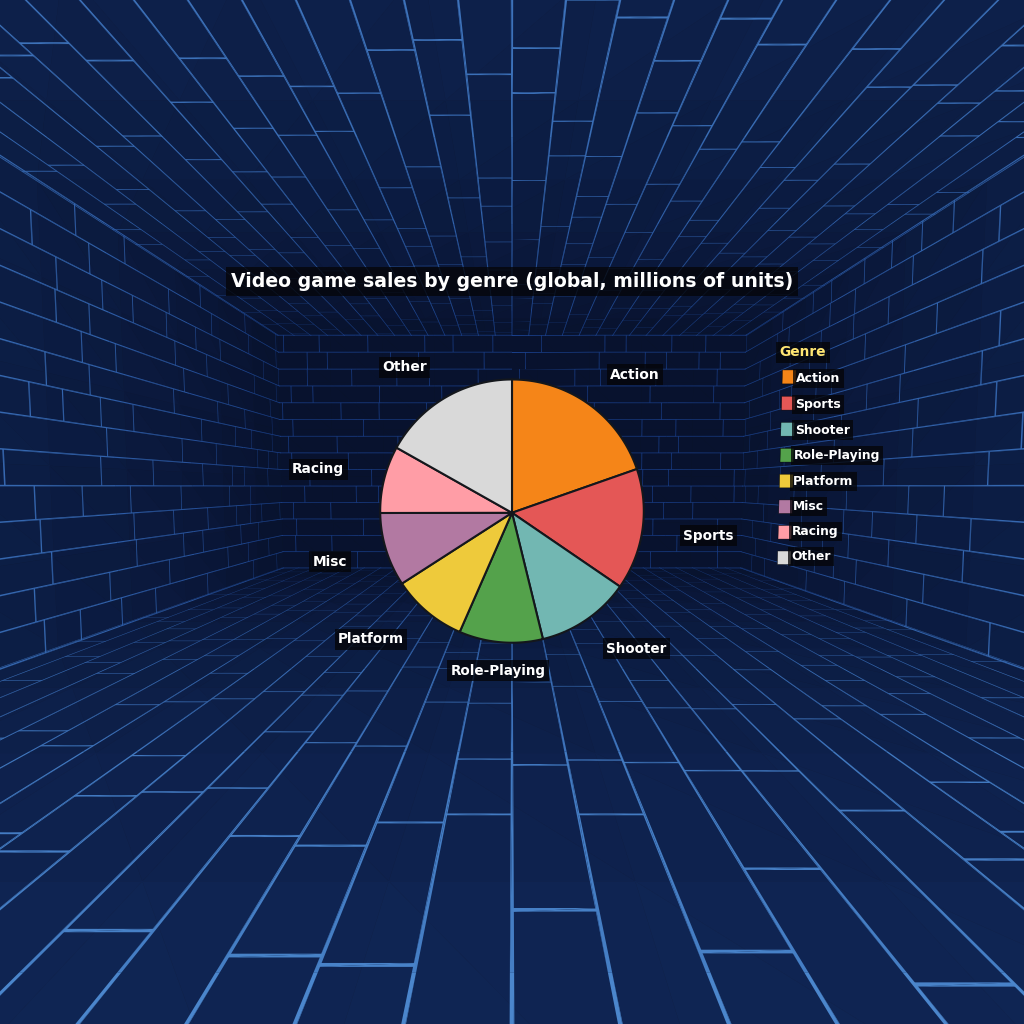 Video game sales by genre (global, millions of units)
Other
Action
Racing
Sports
Misc
Platform
Shooter
Role-Playing
Genre
Action
Sports
Shooter
Role-Playing
Platform
Misc
Racing
Other